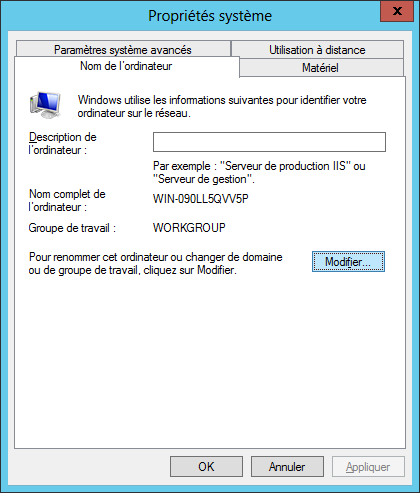 Propriétés système
x
Paramètres système avancés
Utilisation à distance
Nom de l'ordinateur
Matériel
Windows utilise les informations suivantes pour identifier votre
ordinateur sur le réseau.
Description de
l'ordinateur :
Par exemple : "Serveur de production IIS" ou
"Serveur de gestion".
Nom complet de
l'ordinateur :
WIN-090LL5QVV5P
Groupe de travail :
WORKGROUP
Pour renommer cet ordinateur ou changer de domaine
ou de groupe de travail, cliquez sur Modifier.
Modifier...
OK
Annuler
Appliquer